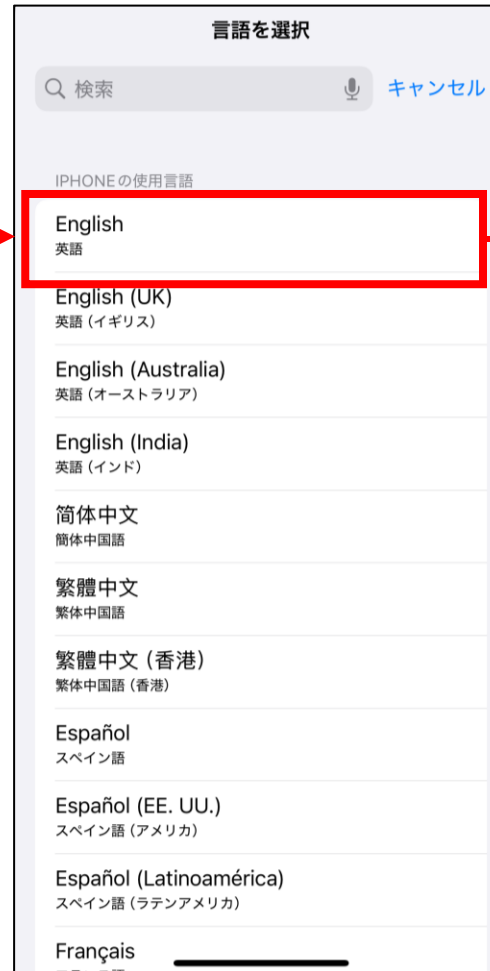 言語を選択
検索
キャンセル
IPHONEの使用言語
English
英語
English (UK)
英語（イギリス）
English (Australia)
英語（オーストラリア）
English (India)
英語（インド）
简体中文
簡体中国語
繁體中文
繁体中国語
繁體中文（香港）
繁体中国語（香港）
Español
スペイン語
Español (EE. UU.)
スペイン語（アメリカ）
Español (Latinoamérica)
スペイン語（ラテンアメリカ）
Français